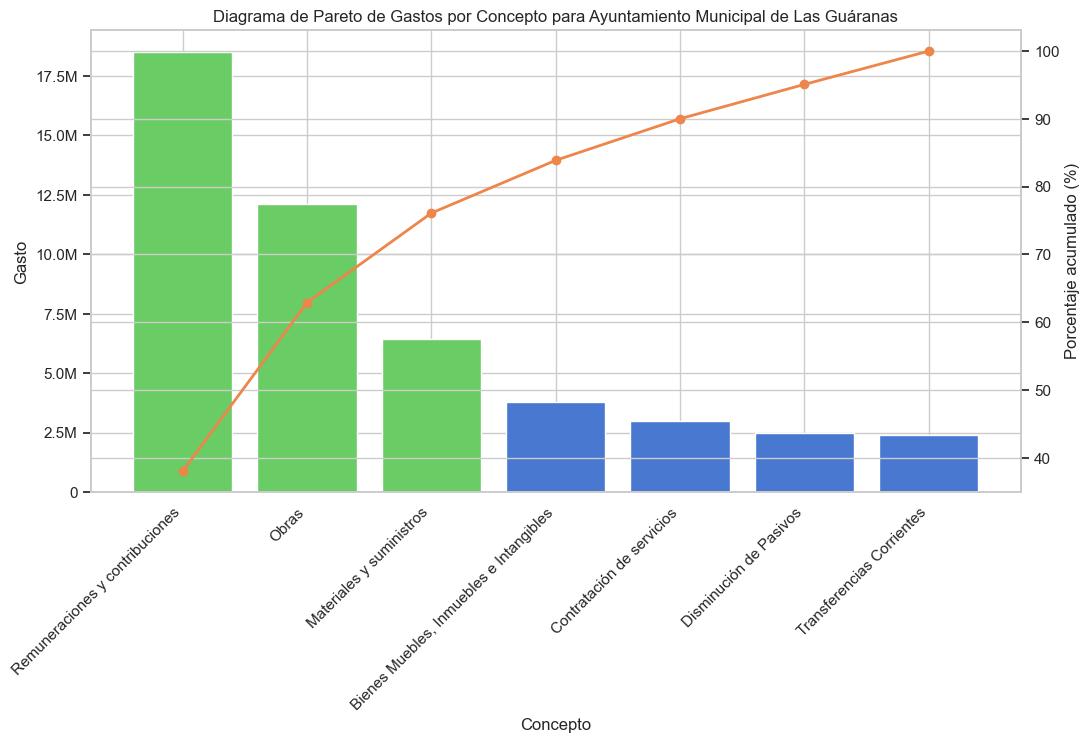 Diagrama de Pareto de Gastos por Concepto para Ayuntamiento Municipal de Las Guáranas
17.5M
15.0M
12.5M
10.0M
7.5M
5.0M
2.5M
0
Gasto
100
90
80
70
60
50
40
Porcentaje acumulado (%)
Remuneraciones y contribuciones
Obras
Materiales y suministros
Bienes Muebles, Inmuebles e Intangibles
Contratación de servicios
Disminución de Pasivos
Transferencias Corrientes
Concepto